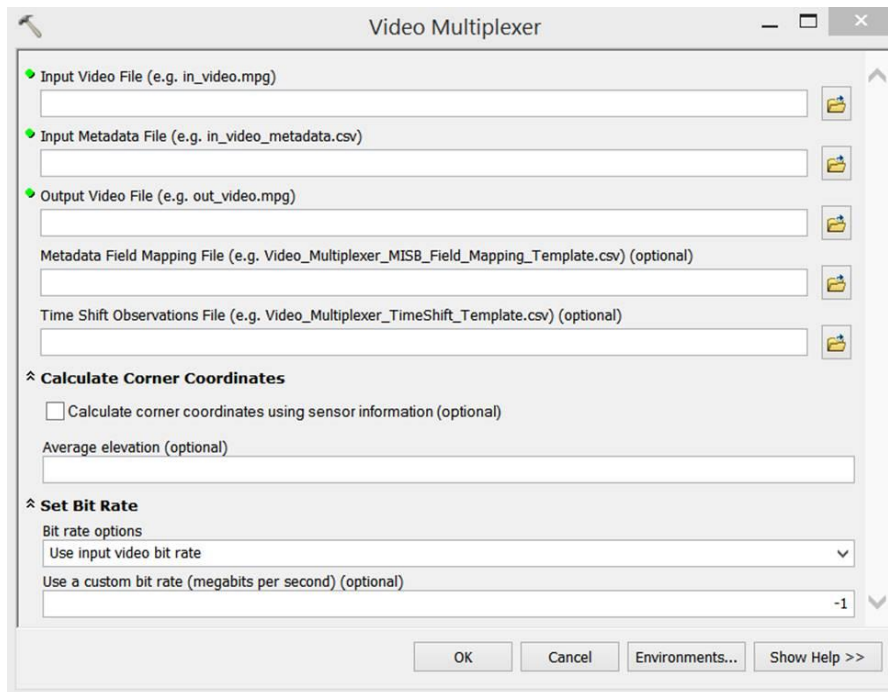 Video Multiplexer
Input Video File (e.g. in_video.mpg)
Input Metadata File (e.g. in_video_metadata.csv)
Output Video File (e.g. out_video.mpg)
Metadata Field Mapping File (e.g. Video_Multiplexer_MISB_Field_Mapping_Template.csv) (optional)
Time Shift Observations File (e.g. Video_Multiplexer_TimeShift_Template.csv) (optional)
Calculate Corner Coordinates
Calculate corner coordinates using sensor information (optional)
Average elevation (optional)
Set Bit Rate
Bit rate options
Use input video bit rate
Use a custom bit rate (megabits per second) (optional)
-1
OK Cancel Environments... Show Help >>